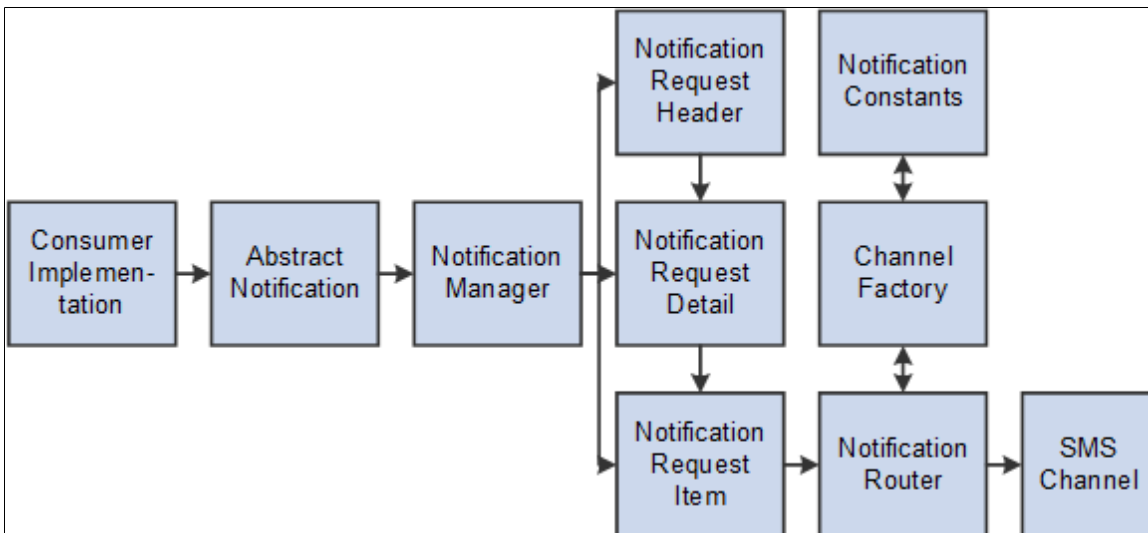 Notification
Request
Header
Notification
Constants
Consumer
Implemen-
tation
Abstract
Notification
Notification
Manager
Notification
Request
Detail
Channel
Factory
Notification
Request
Item
Notification
Router
SMS
Channel